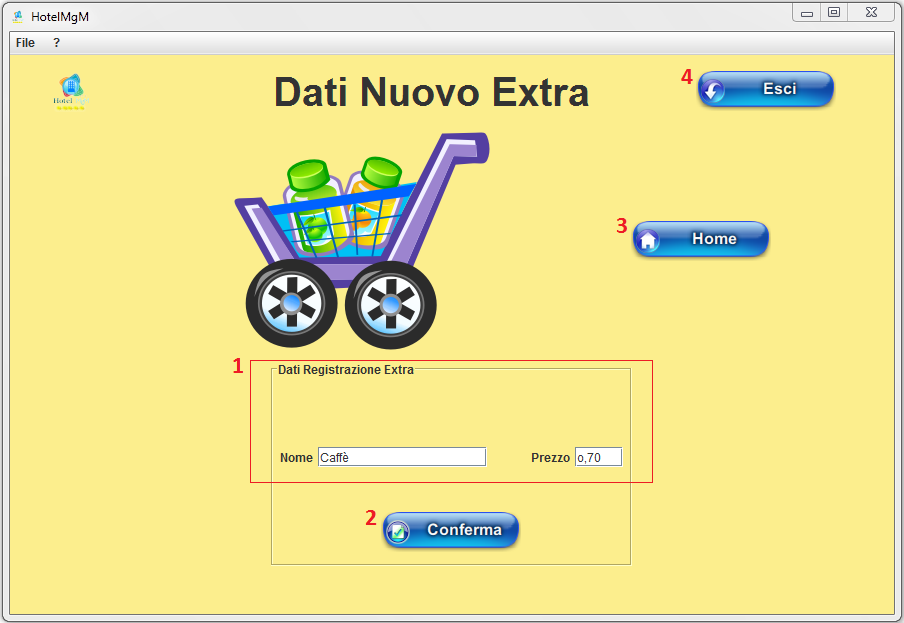 HotelMgM
File ?
Hotel
Dati Nuovo Extra
4 Esci
3 Home
1
Dati Registrazione Extra
Nome Caffè Prezzo o,70
2 Conferma